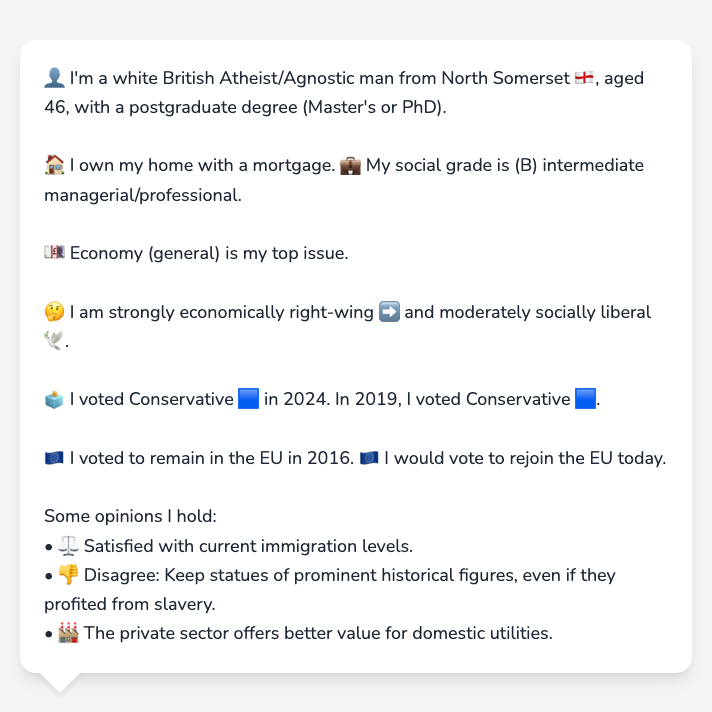 👤 I'm a white British Atheist/Agnostic man from North Somerset 🏴󠁧󠁢󠁥󠁮󠁧󠁿, aged
46, with a postgraduate degree (Master's or PhD).
🏠 I own my home with a mortgage. 💼 My social grade is (B) intermediate
managerial/professional.
💷 Economy (general) is my top issue.
🤔 I am strongly economically right-wing ➡️ and moderately socially liberal
🕊️.
🗳️ I voted Conservative 🟦 in 2024. In 2019, I voted Conservative 🟦.
🇪🇺 I voted to remain in the EU in 2016. 🇪🇺 I would vote to rejoin the EU today.
Some opinions I hold:
• ⚖️ Satisfied with current immigration levels.
• 👎 Disagree: Keep statues of prominent historical figures, even if they
profited from slavery.
• 🏭 The private sector offers better value for domestic utilities.